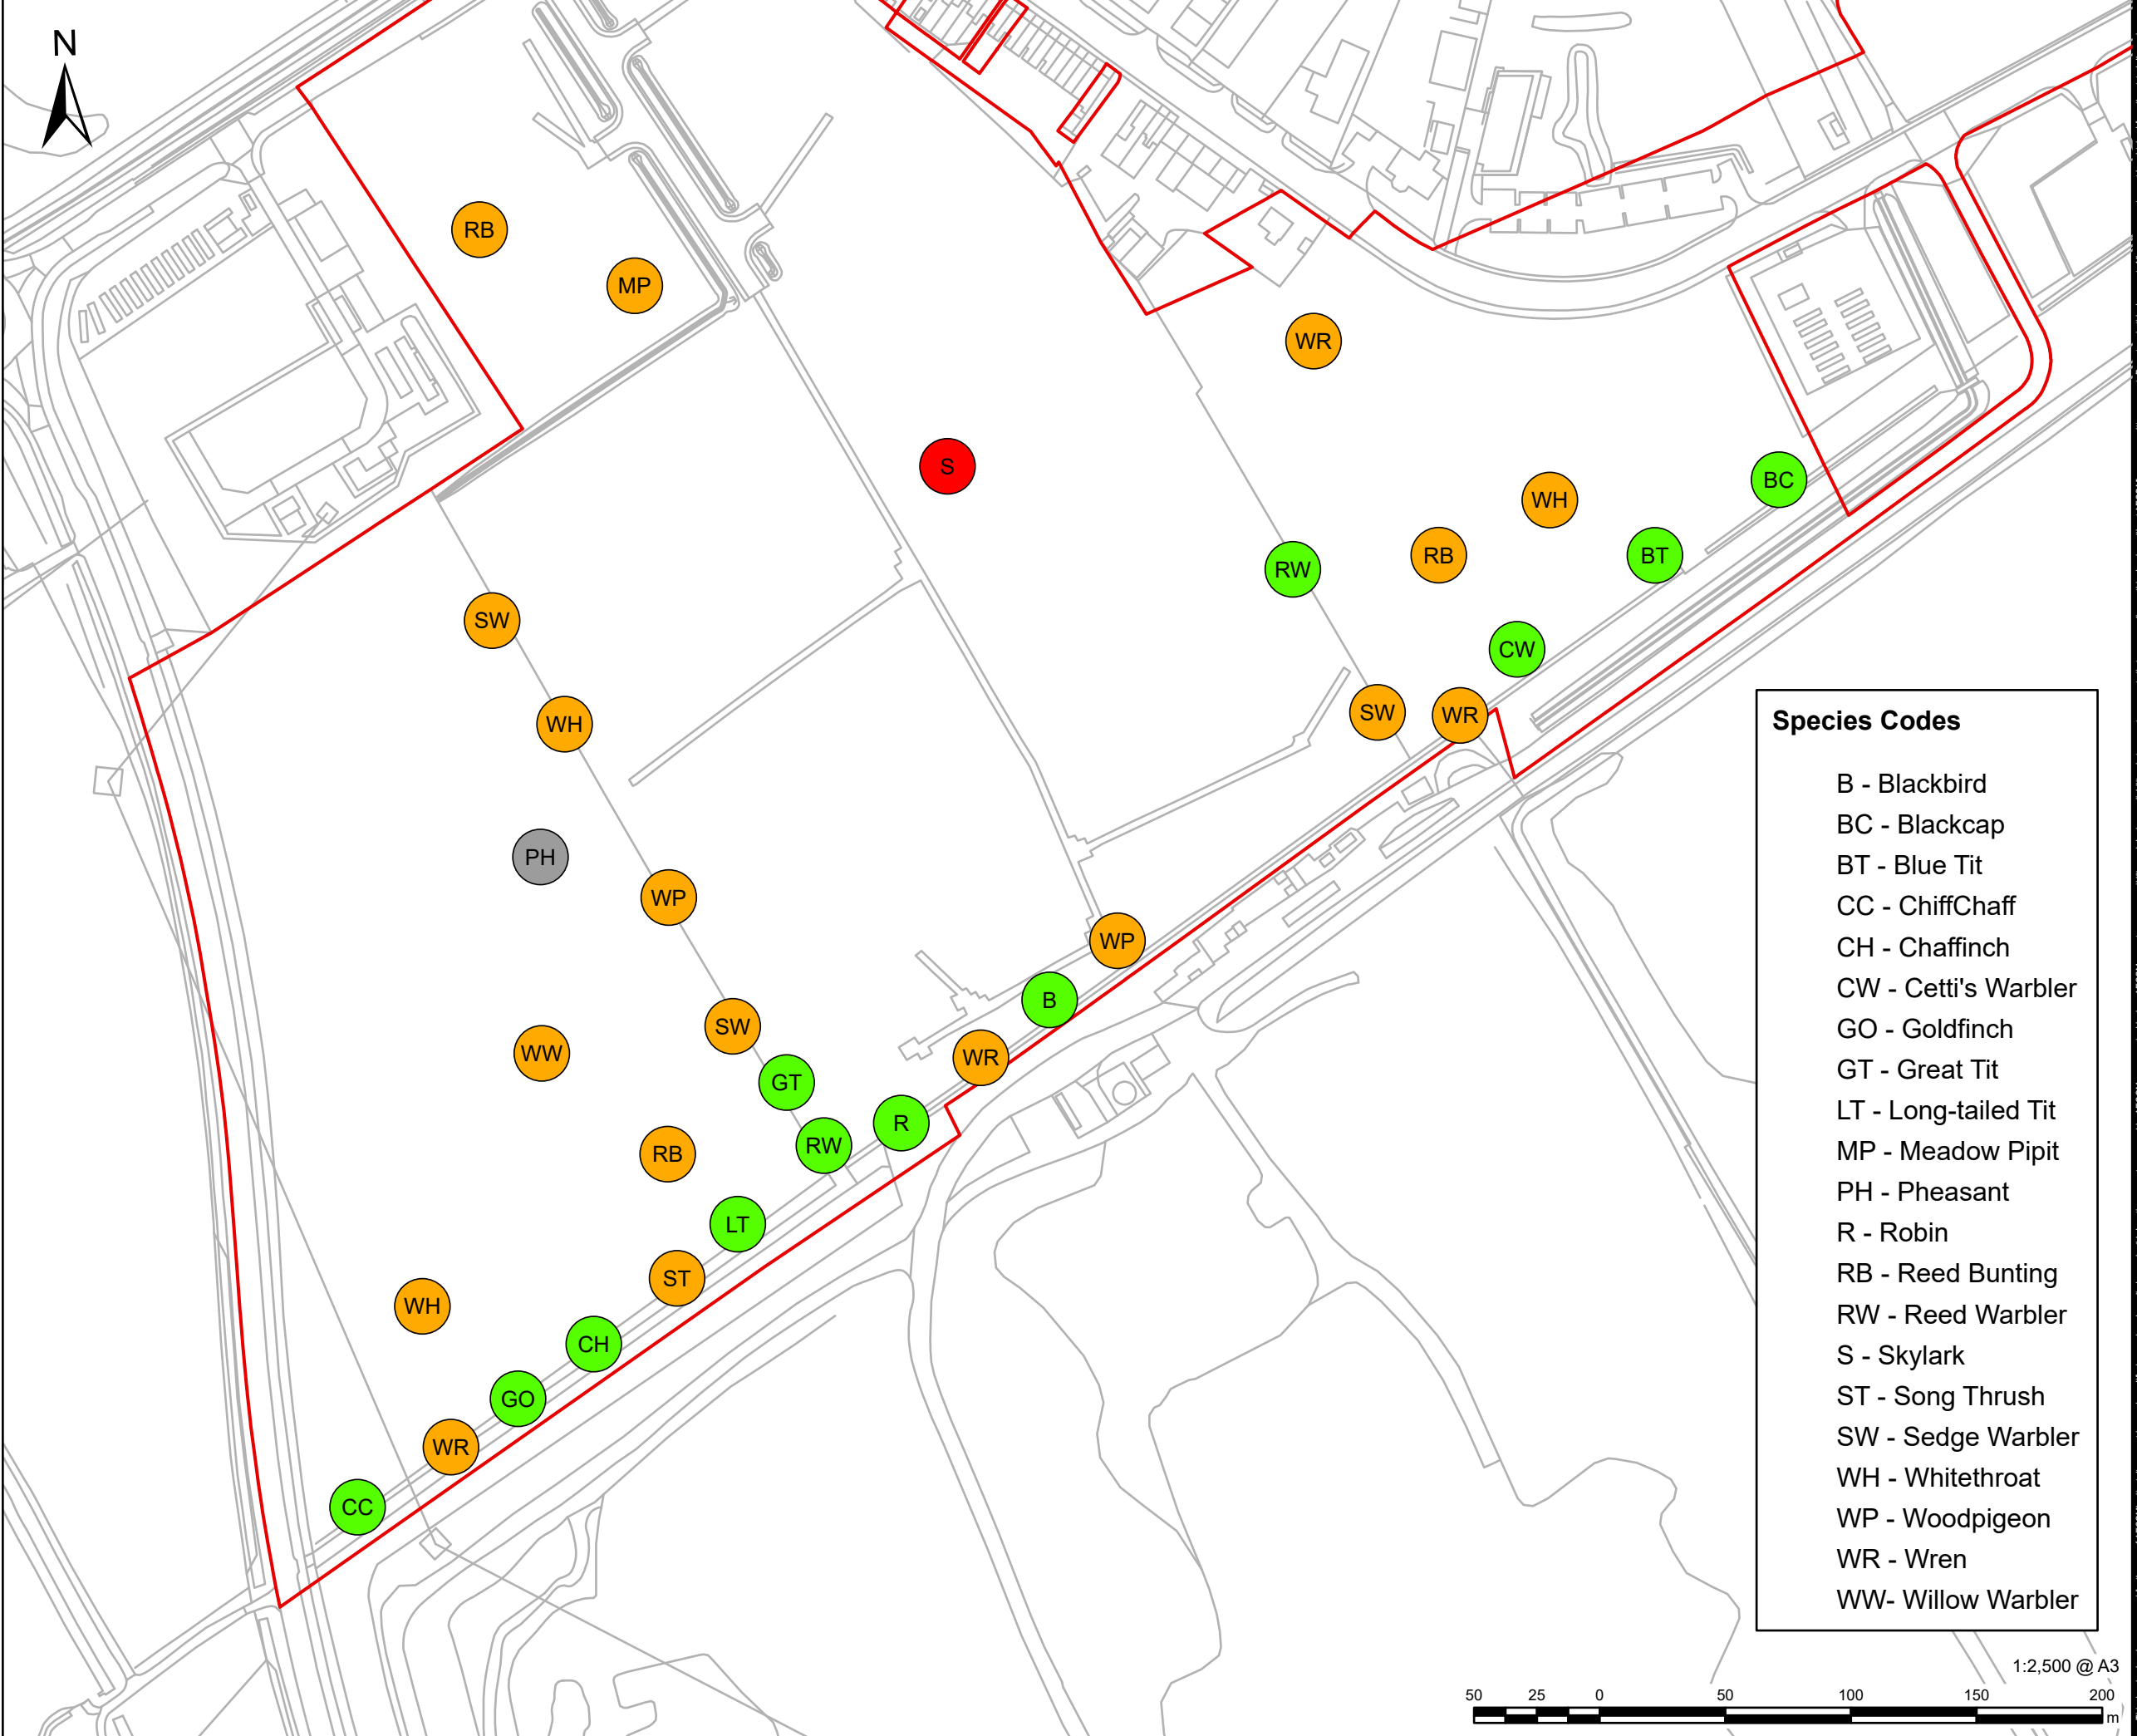 N
RB
MP
WR
S
BC
WH
RB
BT
RW
SW
CW
SW
WR
WH
PH
WP
WP
B
SW
WW
WR
GT
R
RW
RB
LT
ST
WH
CH
GO
WR
CC
Species Codes
B - Blackbird
BC - Blackcap
BT - Blue Tit
CC - ChiffChaff
CH - Chaffinch
CW - Cetti's Warbler
GO - Goldfinch
GT - Great Tit
LT - Long-tailed Tit
MP - Meadow Pipit
PH - Pheasant
R - Robin
RB - Reed Bunting
RW - Reed Warbler
S - Skylark
ST - Song Thrush
SW - Sedge Warbler
WH - Whitethroat
WP - Woodpigeon
WR - Wren
WW- Willow Warbler
1:2,500 @ A3
50 25 0 50 100 150 200
m